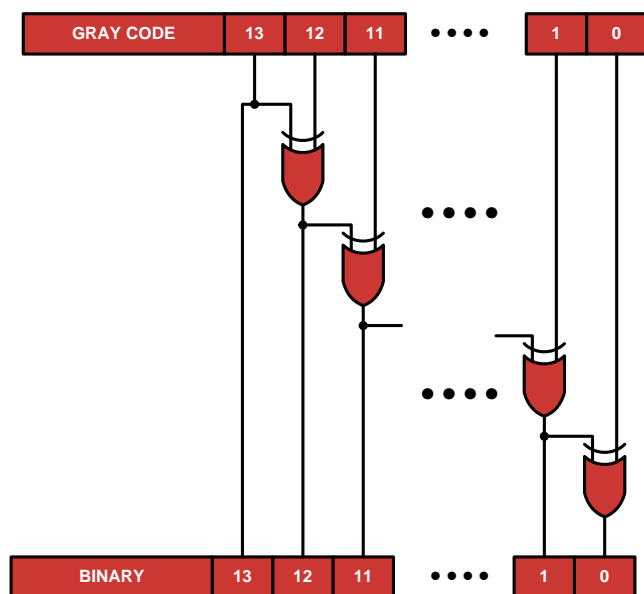 GRAY CODE 13 12 11 •••• 1 0
BINARY 13 12 11 •••• 1 0